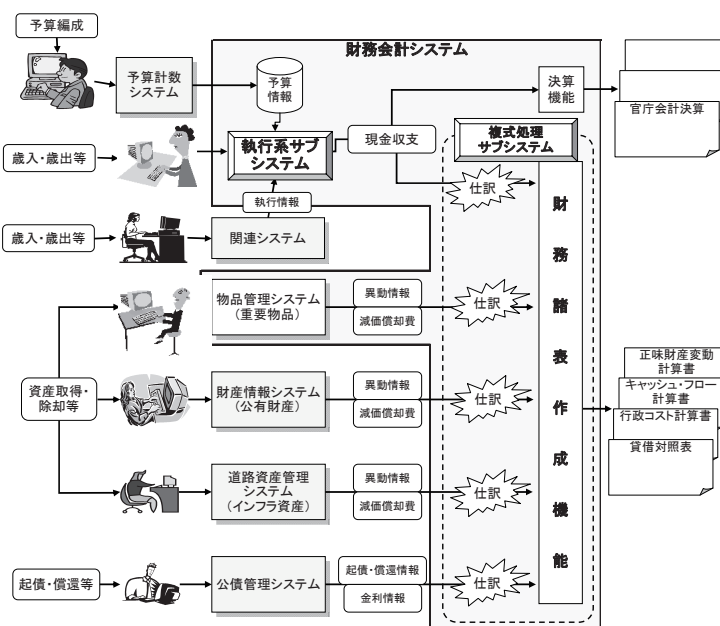 予算編成
財務会計システム
予算計数
システム
予算
情報
決算
機能
官庁会計決算
歳入・歳出等
執行系サブ
システム
現金収支
複式処理
サブシステム
執行情報
仕訳
歳入・歳出等
関連システム
財務諸表作成機能
物品管理システム
(重要物品)
異動情報
減価償却費
仕訳
資産取得・
除却等
財産情報システム
(公有財産)
異動情報
減価償却費
仕訳
正味財産変動
計算書
キャッシュ・フロー
計算書
行政コスト計算書
貸借対照表
道路資産管理
システム
(インフラ資産)
異動情報
減価償却費
仕訳
起債・償還等
公債管理システム
起債・償還情報
金利情報
仕訳